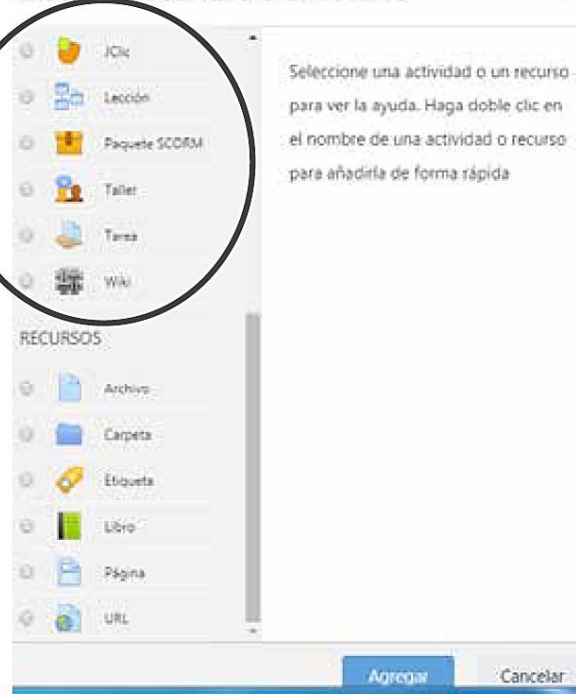 JClic
Lección
Paquete SCORM
Taller
Tarea
Wiki
RECURSOS
Archivo
Carpeta
Etiqueta
Libro
Página
URL
Seleccione una actividad o un recurso
para ver la ayuda. Haga doble clic en
el nombre de una actividad o recurso
para añadirla de forma rápida
Agregar
Cancelar